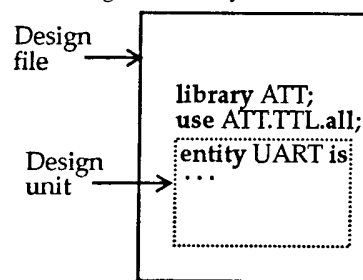 Design
file
library ATT;
use ATT.TTL.all;
entity UART is
...
Design
unit